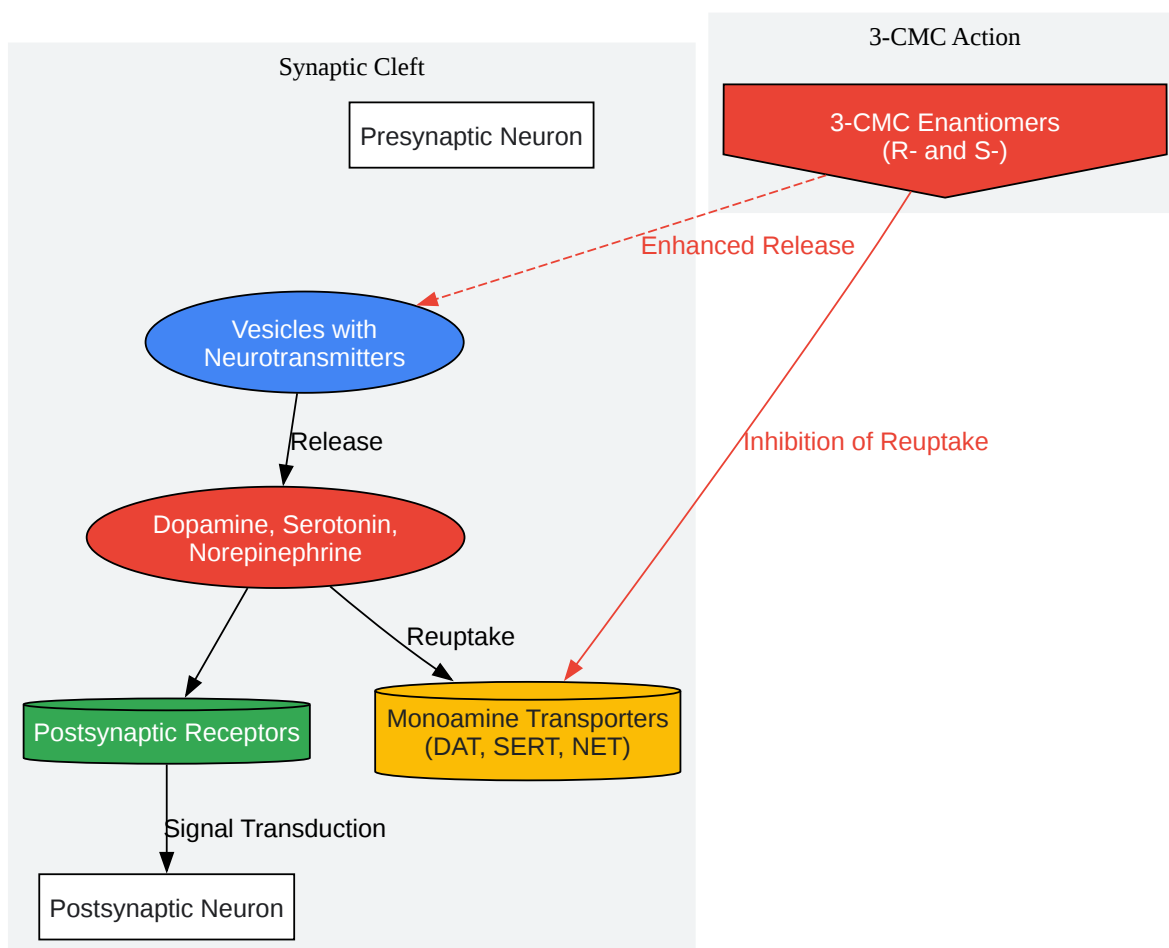 3-CMC Action
Synaptic Cleft
Presynaptic Neuron
3-CMC Enantiomers
(R- and S-)
Enhanced Release
Vesicles with
Neurotransmitters
Release
Inhibition of Reuptake
Dopamine, Serotonin,
Norepinephrine
Reuptake
Postsynaptic Receptors
Monoamine Transporters
(DAT, SERT, NET)
Signal Transduction
Postsynaptic Neuron